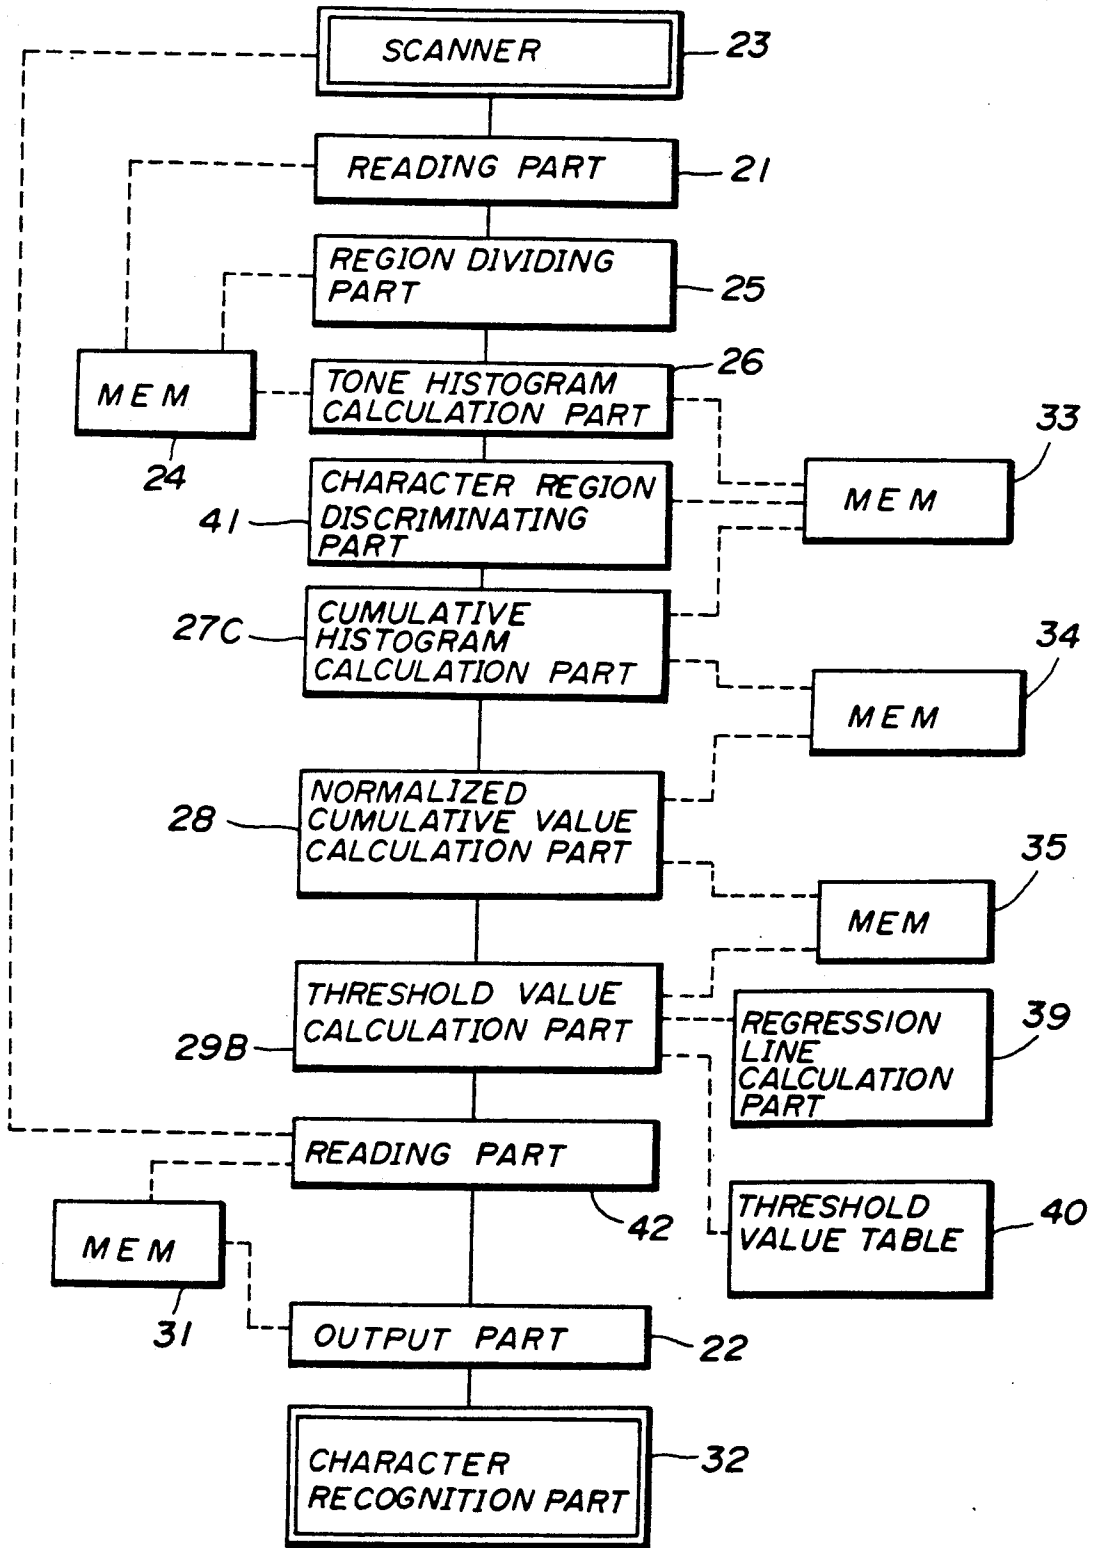 SCANNER
23
READING PART
21
REGION DIVIDING
PART
25
26
TONE HISTOGRAM
CALCULATION PART
MEM
24
33
MEM
CHARACTER REGION
DISCRIMINATING
PART
41
CUMULATIVE
HISTOGRAM
CALCULATION PART
27C
34
MEM
NORMALIZED
CUMULATIVE VALUE
CALCULATION PART
28
35
MEM
THRESHOLD VALUE
CALCULATION PART
29B
REGRESSION
LINE
CALCULATION
PART
39
READING PART
42
THRESHOLD
VALUE TABLE
40
MEM
31
OUTPUT PART
22
CHARACTER
RECOGNITION PART
32